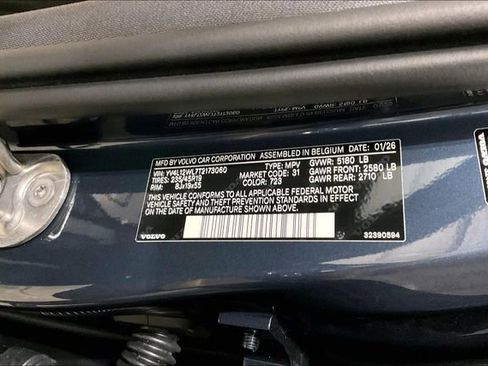 MFD BY VOLVO CAR CORPORATION ASSEMBLED IN BELGIUM DATE: 01/26
VIN: YV4L12WL7T2173060 TYPE: MPV GVWR: 5180 LB
TIRES: 235/45R19 MARKET CODE: 31 GAWR FRONT: 2580 LB
RIM: 8Jx19x55 COLOR: 723 GAWR REAR: 2710 LB
THIS VEHICLE CONFORMS TO ALL APPLICABLE FEDERAL MOTOR
VEHICLE SAFETY AND THEFT PREVENTION STANDARDS IN
EFFECT ON THE DATE OF MANUFACTURE SHOWN ABOVE.
VOLVO 32390594